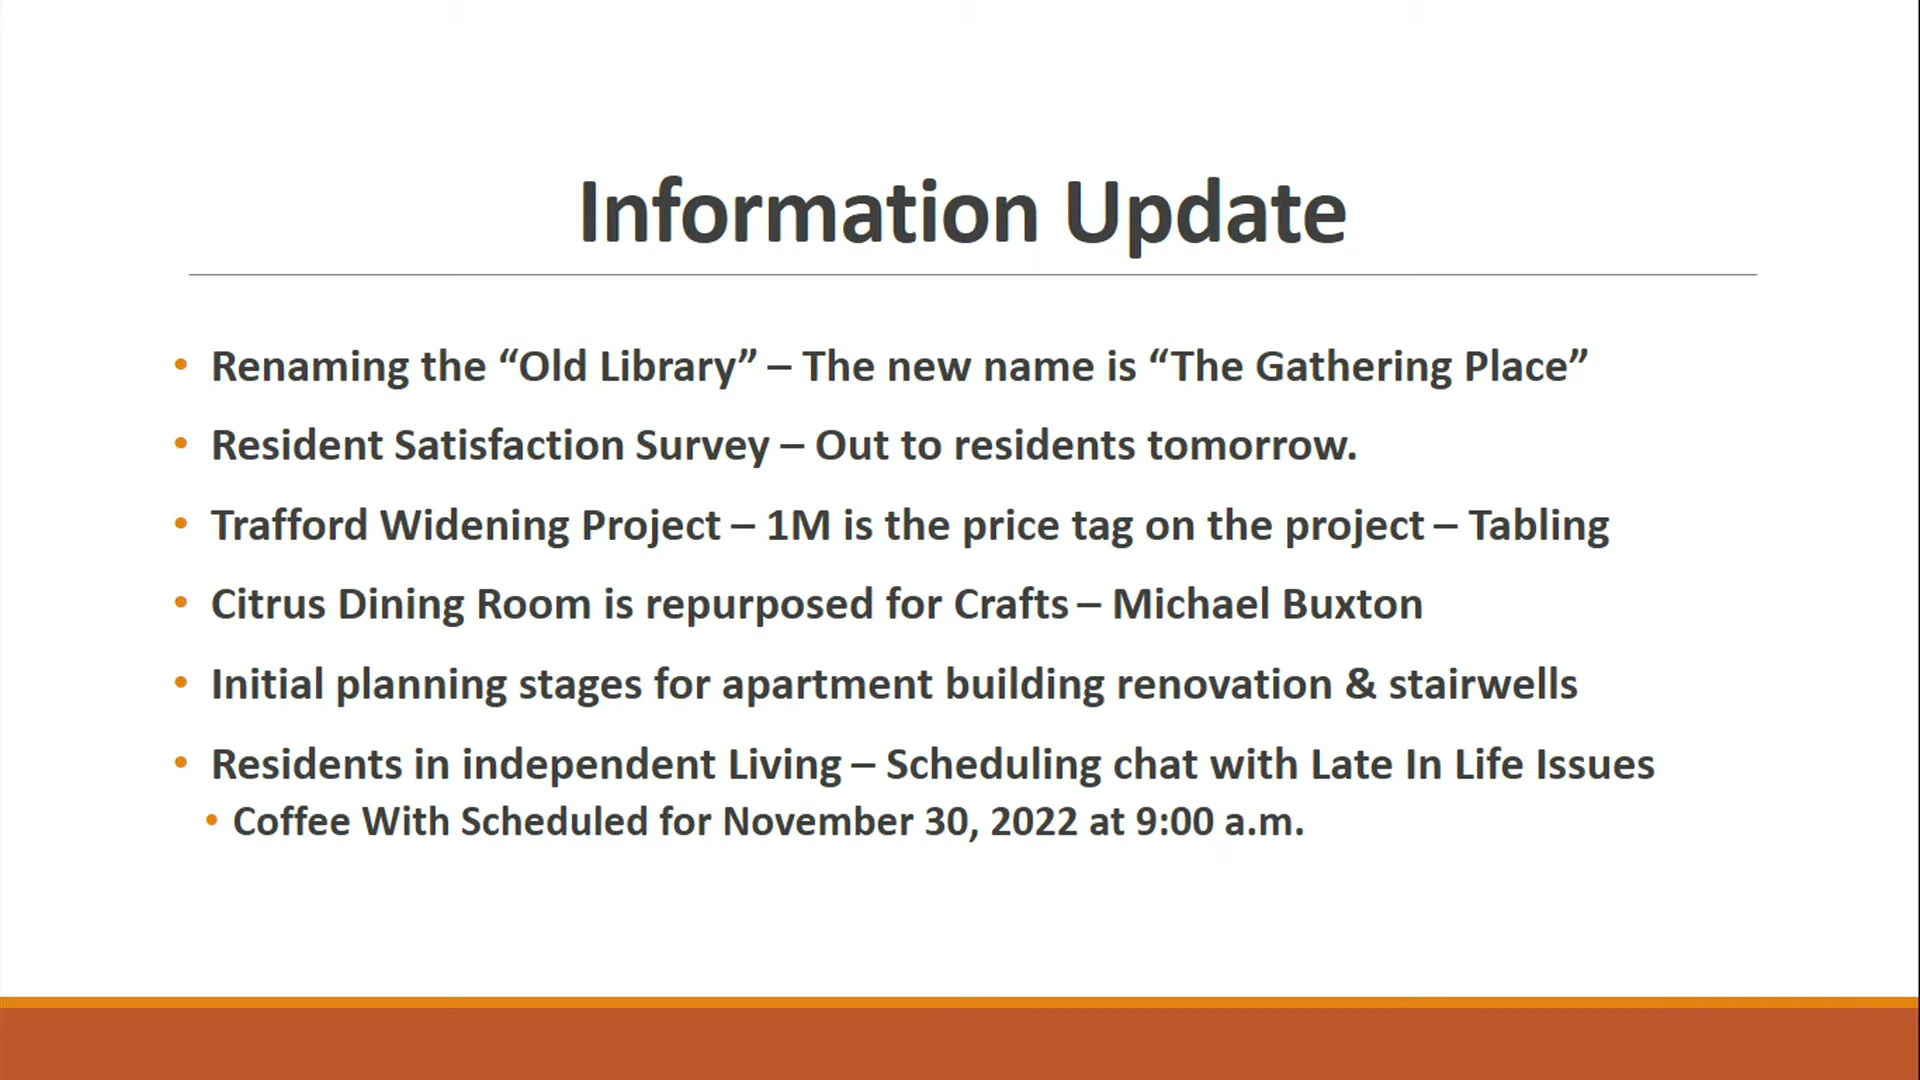 Information Update
• Renaming the “Old Library” – The new name is “The Gathering Place”
• Resident Satisfaction Survey – Out to residents tomorrow.
• Trafford Widening Project – 1M is the price tag on the project – Tabling
• Citrus Dining Room is repurposed for Crafts – Michael Buxton
• Initial planning stages for apartment building renovation & stairwells
• Residents in independent Living – Scheduling chat with Late In Life Issues
• Coffee With Scheduled for November 30, 2022 at 9:00 a.m.